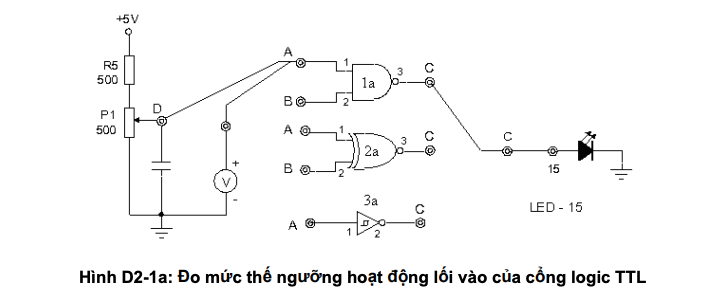 +5V
R5
500
P1
500
D
A
B
1
2
1a
3
C
A
B
1
2
2a
3
C
C
15
LED - 15
+
V
-
3a
A
1
2
C
Hình D2-1a: Đo mức thế ngưỡng hoạt động lối vào của cổng logic TTL